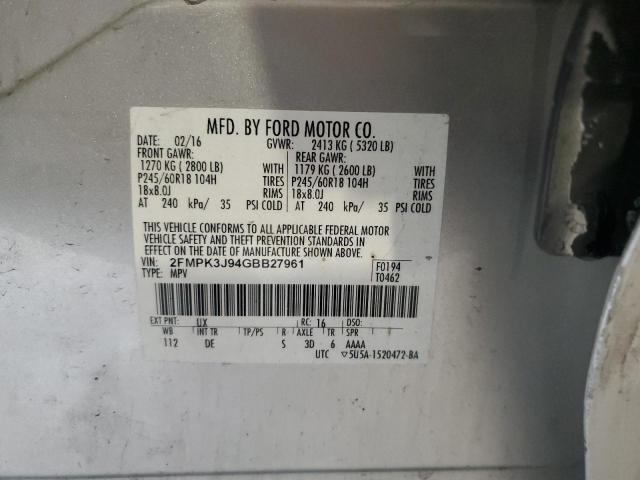 MFD. BY FORD MOTOR CO.
DATE: 02/16 GVWR: 2413 KG ( 5320 LB)
FRONT GAWR: REAR GAWR:
1270 KG ( 2800 LB) WITH 1179 KG ( 2600 LB) WITH
P245/60R18 104H TIRES P245/60R18 104H TIRES
18x8.0J RIMS 18x8.0J RIMS
AT 240 kPa/ 35 PSI COLD AT 240 kPa/ 35 PSI COLD
THIS VEHICLE CONFORMS TO ALL APPLICABLE FEDERAL MOTOR
VEHICLE SAFETY AND THEFT PREVENTION STANDARDS IN
EFFECT ON THE DATE OF MANUFACTURE SHOWN ABOVE.
VIN: 2FMPK3J94GBB27961 F0194
TYPE: MPV T0462
EXT PNT: UX RC: 16 DSO:
WB INT TR TP/PS R AXLE TR SPR
112 DE S 3D 6 AAAA
UTC ▽5U5A-1520472-BA